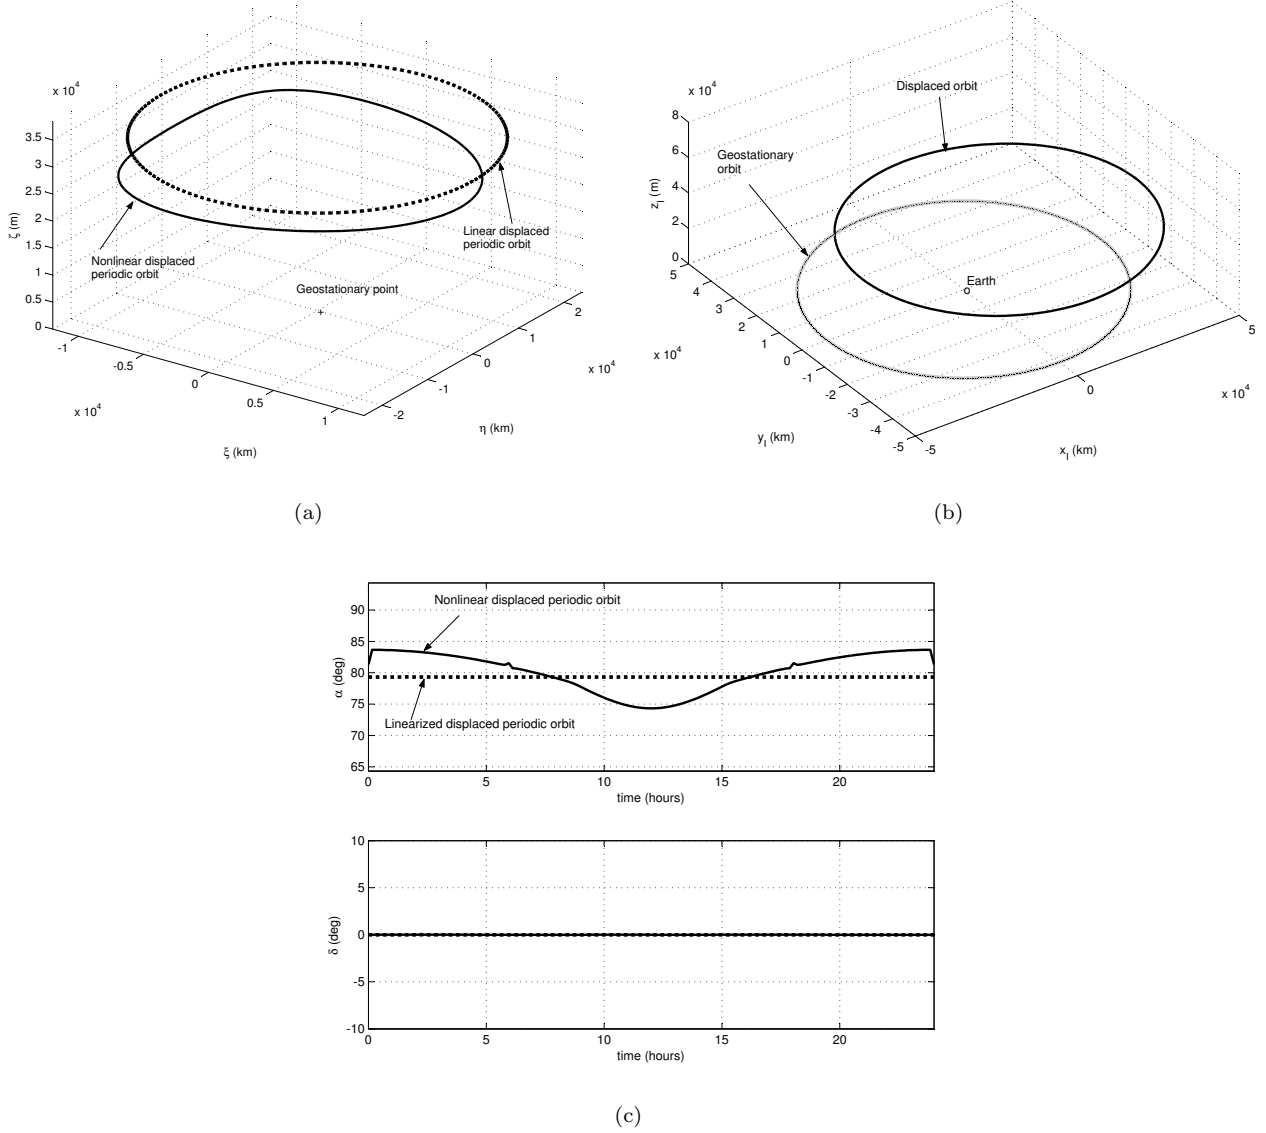 x 10^4
3.5
3
2.5
2
1.5
1
0.5
0
ζ (m)
-1
-0.5
0
0.5
1
x 10^4
ξ (km)
-2
-1
0
1
2
x 10^4
η (km)
Nonlinear displaced
periodic orbit
Linear displaced
periodic orbit
Geostationary point
+
(a)
x 10^4
8
6
4
2
0
z_I (m)
5
4
3
2
1
0
-1
-2
-3
-4
-5
x 10^4
y_I (km)
-5
0
5
x 10^4
x_I (km)
Displaced orbit
Geostationary
orbit
Earth
(b)
90
85
80
75
70
65
α (deg)
Nonlinear displaced periodic orbit
Linearized displaced periodic orbit
0
5
10
15
20
time (hours)
10
5
0
-5
-10
δ (deg)
0
5
10
15
20
time (hours)
(c)